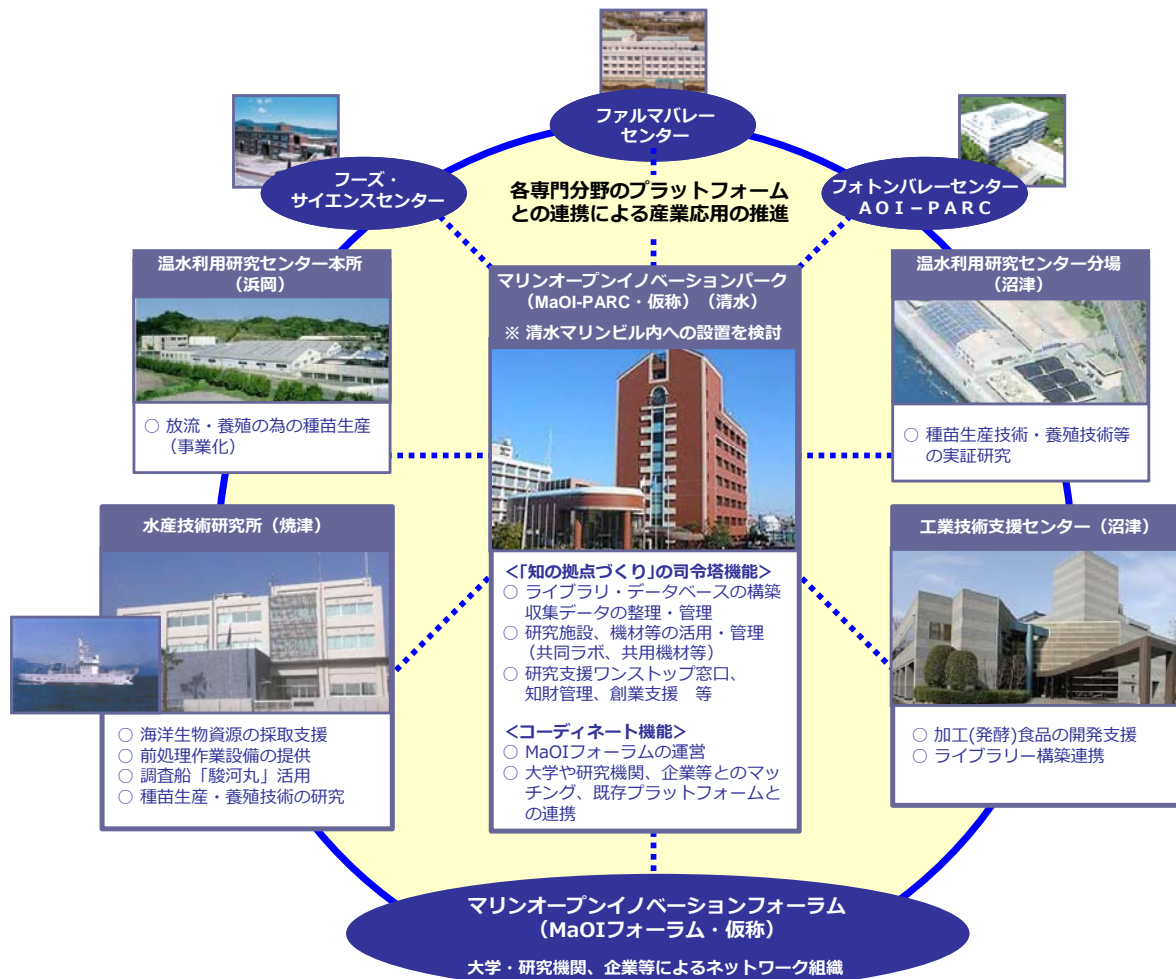 ファルマバレー
センター
フーズ・
サイエンスセンター
フォトンバレーセンター
ＡＯＩ－ＰＡＲＣ
各専門分野のプラットフォーム
との連携による産業応用の推進
温水利用研究センター本所
（浜岡）
○ 放流・養殖の為の種苗生産
（事業化）
マリンオープンイノベーションパーク
（MaOI-PARC・仮称）（清水）
※ 清水マリンビル内への設置を検討
温水利用研究センター分場
（沼津）
○ 種苗生産技術・養殖技術等
の実証研究
水産技術研究所（焼津）
○ 海洋生物資源の採取支援
○ 前処理作業設備の提供
○ 調査船「駿河丸」活用
○ 種苗生産・養殖技術の研究
<｢知の拠点づくり｣の司令塔機能>
○ ライブラリ・データベースの構築
収集データの整理・管理
○ 研究施設、機材等の活用・管理
（共同ラボ、共用機材等）
○ 研究支援ワンストップ窓口、
知財管理、創業支援　等
<コーディネート機能>
○ MaOIフォーラムの運営
○ 大学や研究機関、企業等とのマッ
チング、既存プラットフォームと
の連携
工業技術支援センター（沼津）
○ 加工(発酵)食品の開発支援
○ ライブラリー構築連携
マリンオープンイノベーションフォーラム
（MaOIフォーラム・仮称）
大学・研究機関、企業等によるネットワーク組織